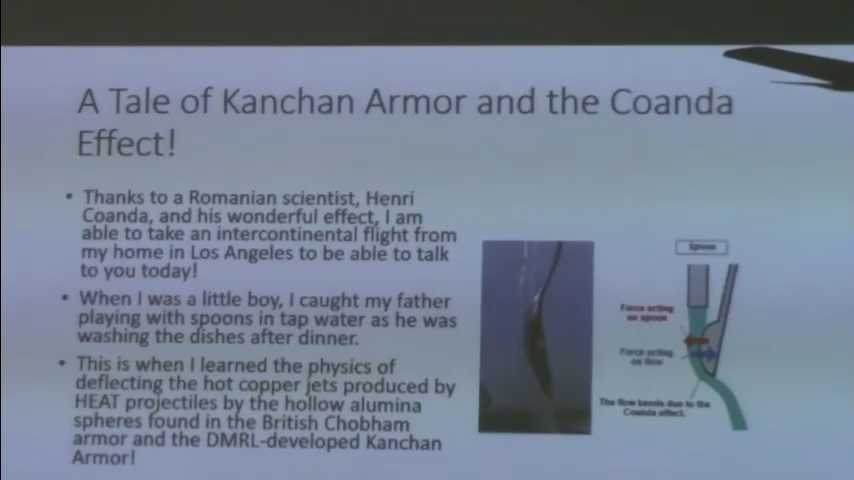 A Tale of Kanchan Armor and the Coanda
Effect!
• Thanks to a Romanian scientist, Henri
Coanda, and his wonderful effect, I am
able to take an intercontinental flight from
my home in Los Angeles to be able to talk
to you today!
• When I was a little boy, I caught my father
playing with spoons in tap water as he was
washing the dishes after dinner.
• This is when I learned the physics of
deflecting the hot copper jets produced by
HEAT projectiles by the hollow alumina
spheres found in the British Chobham
armor and the DMRL-developed Kanchan
Armor!
Spoon
Force acting
on spoon
Force acting
on flow
The flow bends due to the
Coanda effect.